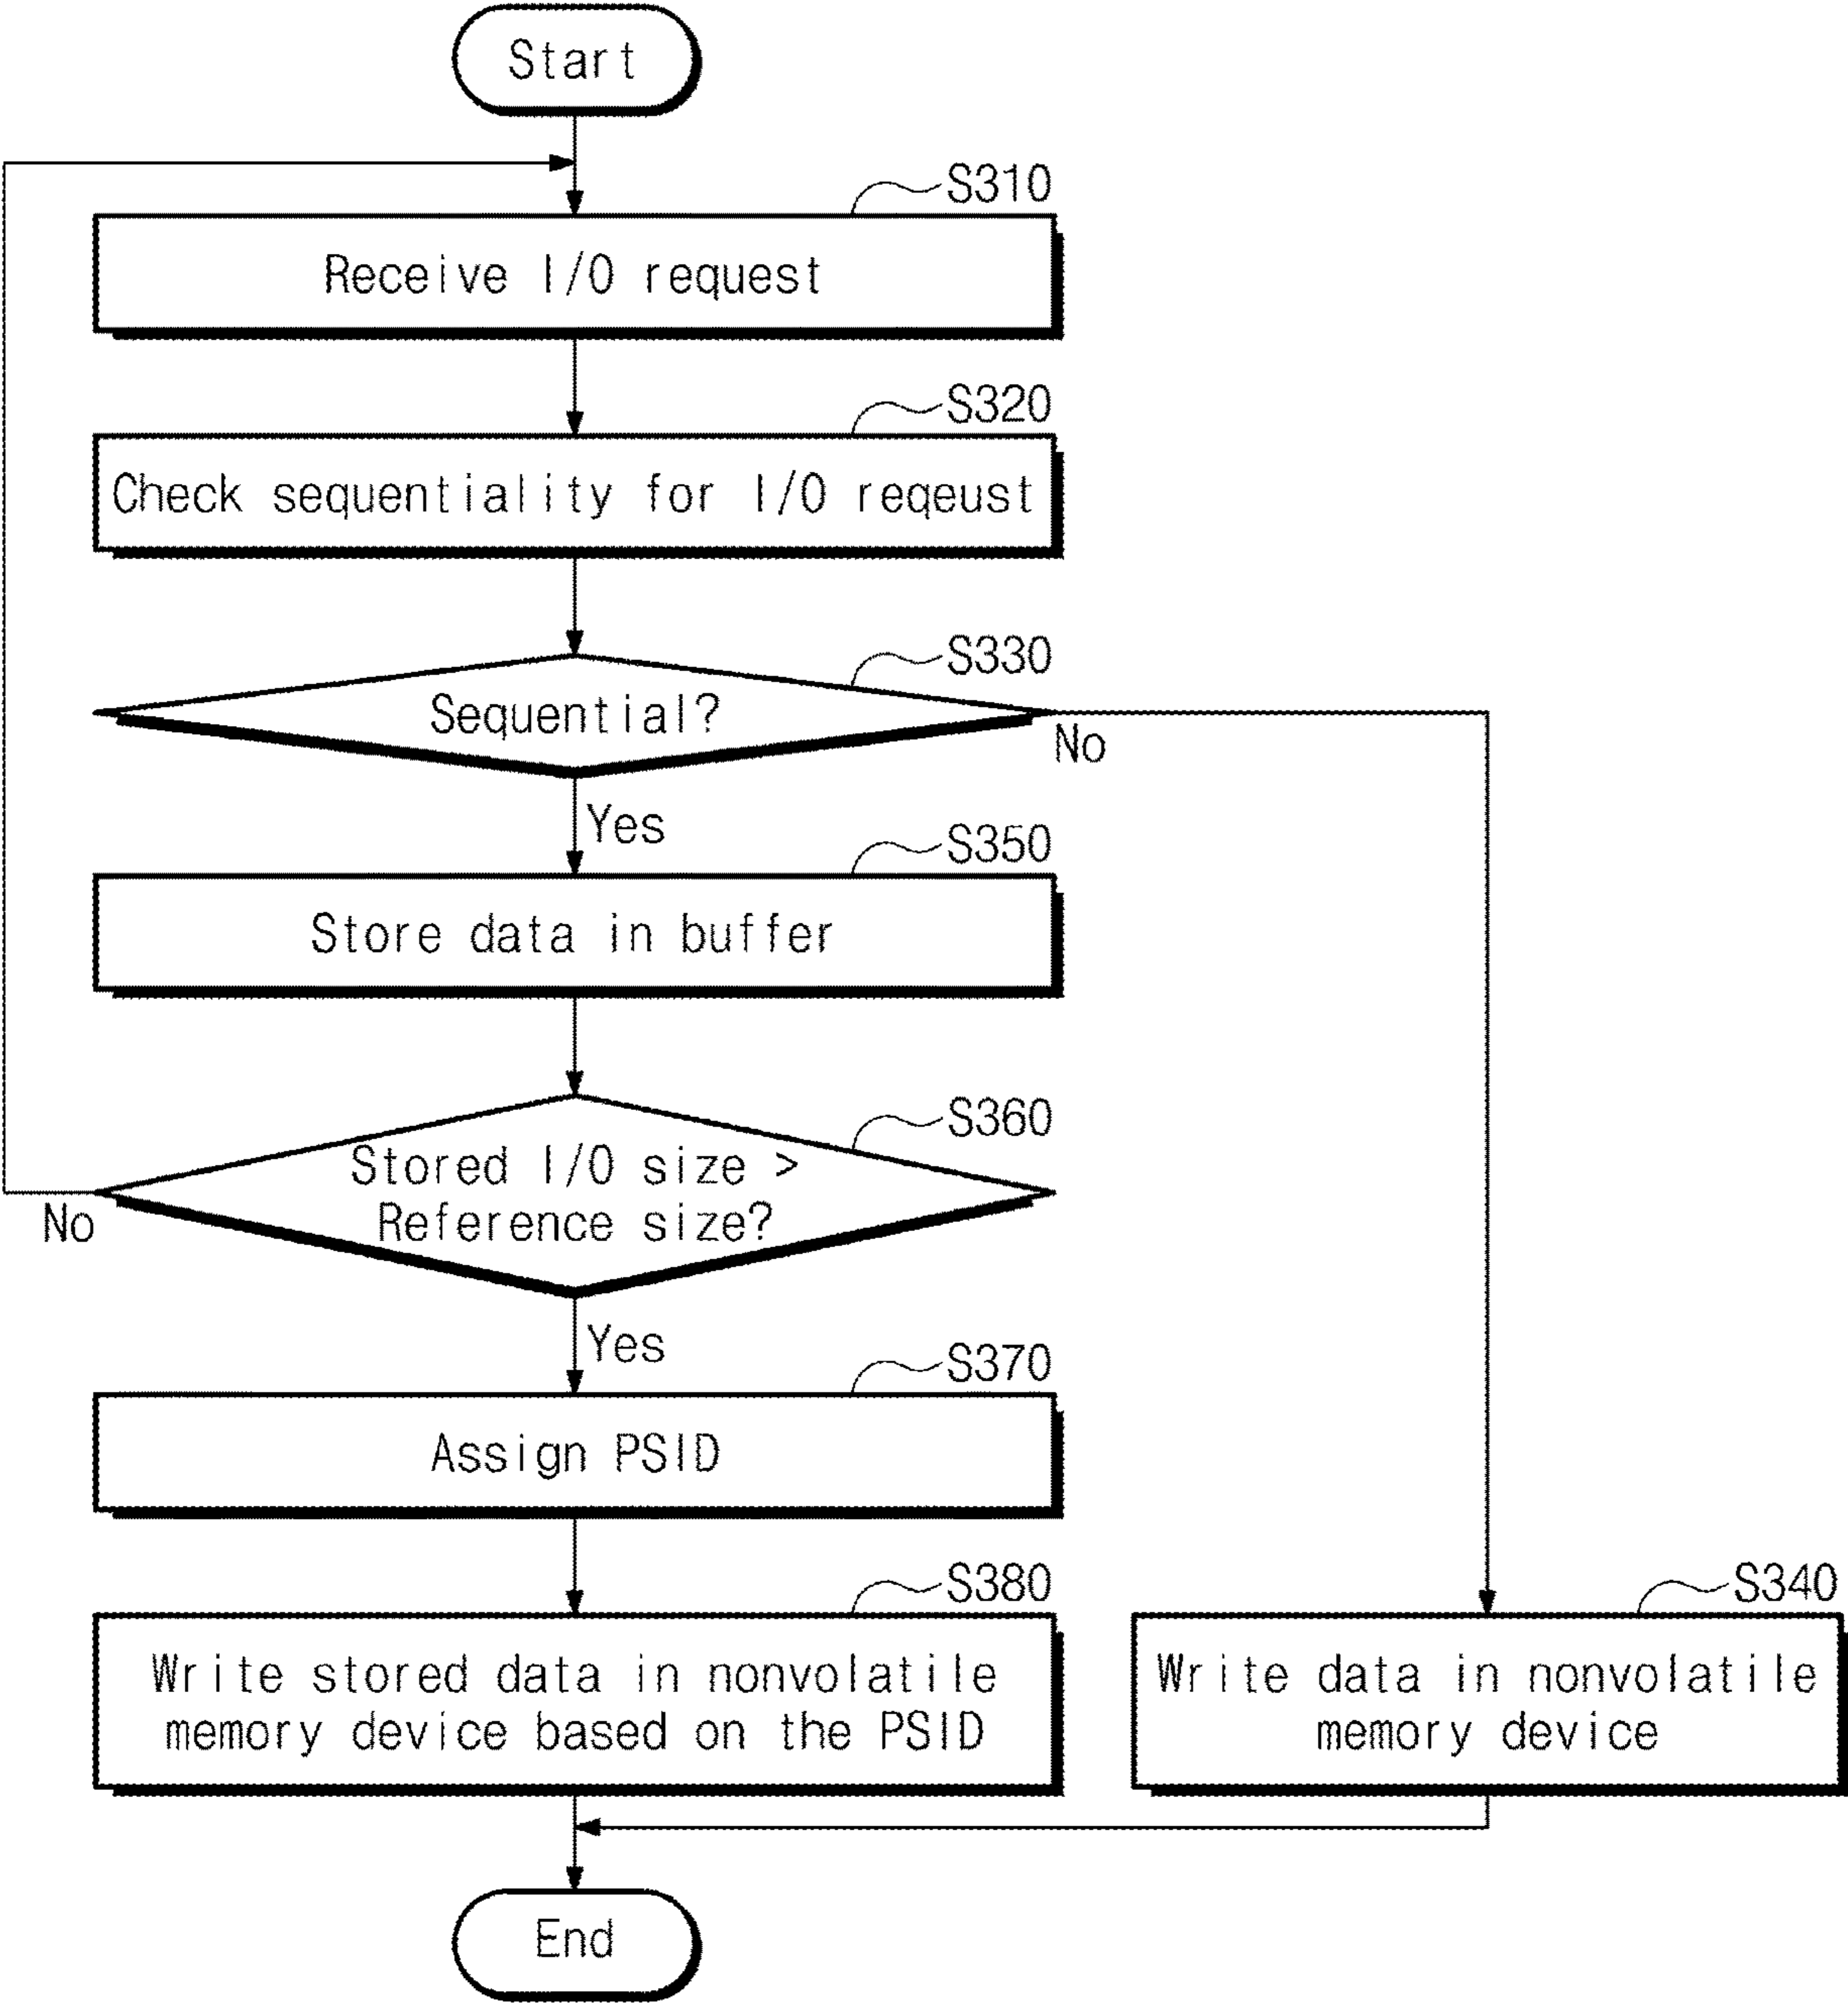 Start
S310
Receive I/O request
S320
Check sequentiality for I/O reqeust
S330
Sequential?
No
Yes
S350
Store data in buffer
S360
Stored I/O size >
Reference size?
No
Yes
S370
Assign PSID
S380
Write stored data in nonvolatile
memory device based on the PSID
S340
Write data in nonvolatile
memory device
End